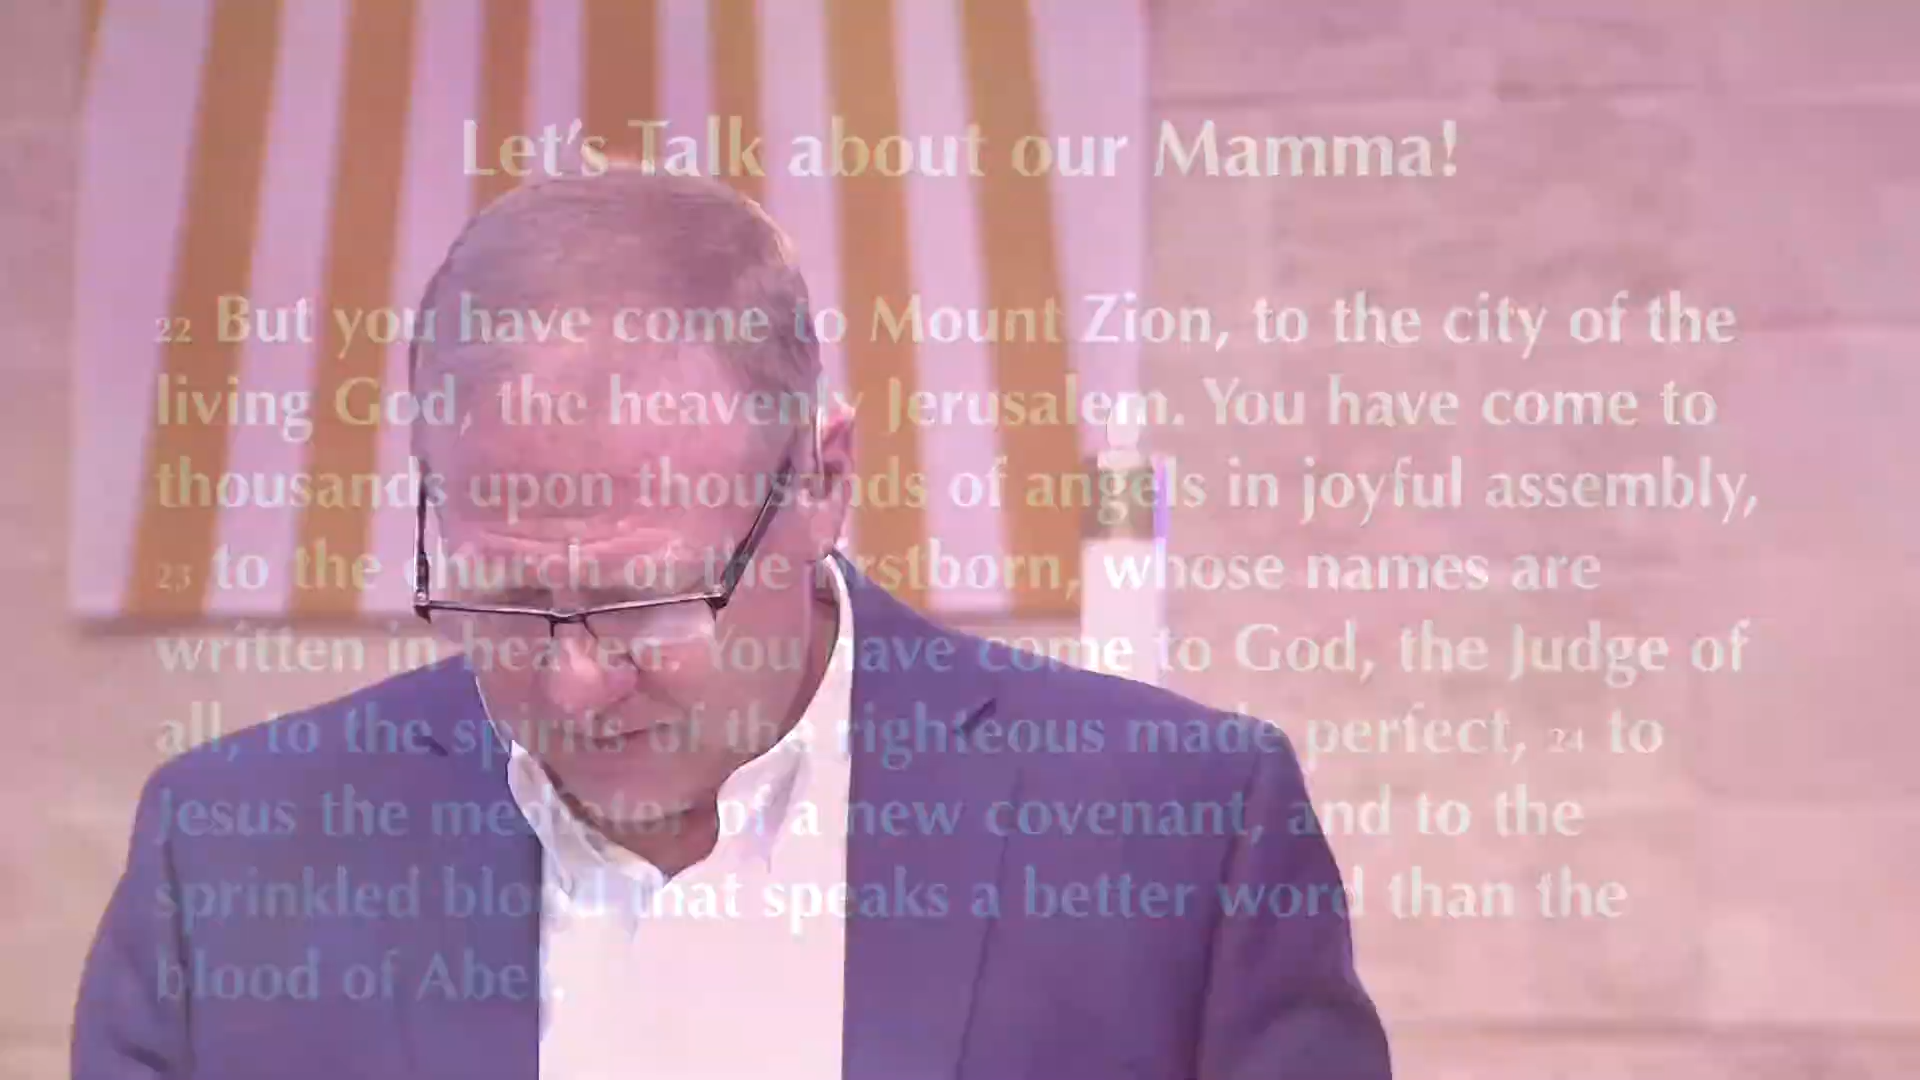 Let's Talk about our Mamma!
22 But you have come to Mount Zion, to the city of the
living God, the heavenly Jerusalem. You have come to
thousands upon thousands of angels in joyful assembly,
23 to the church of the firstborn, whose names are
written in heaven. You have come to God, the Judge of
all, to the spirits of the righteous made perfect, 24 to
Jesus the mediator of a new covenant, and to the
sprinkled blood that speaks a better word than the
blood of Abel.